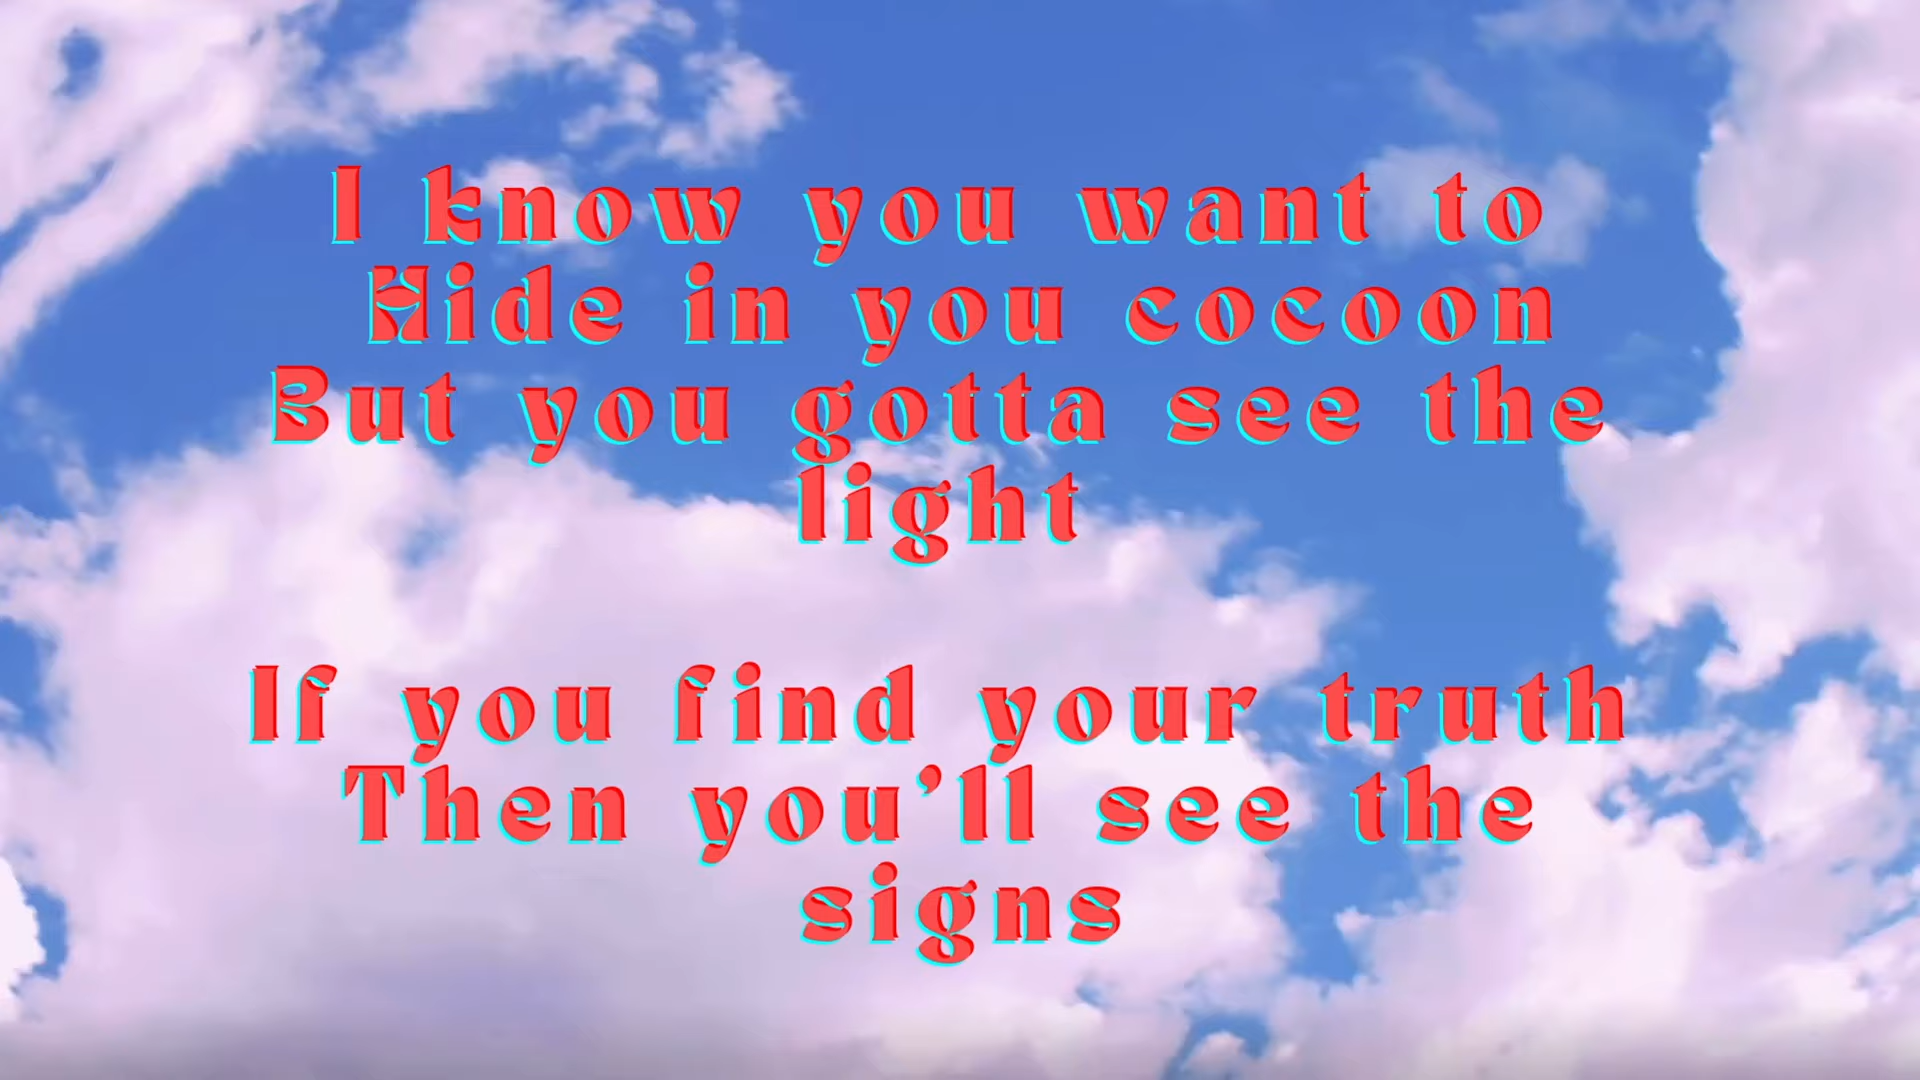 I know you want to
Hide in you cocoon
But you gotta see the
light
If you find your truth
Then you'll see the
signs